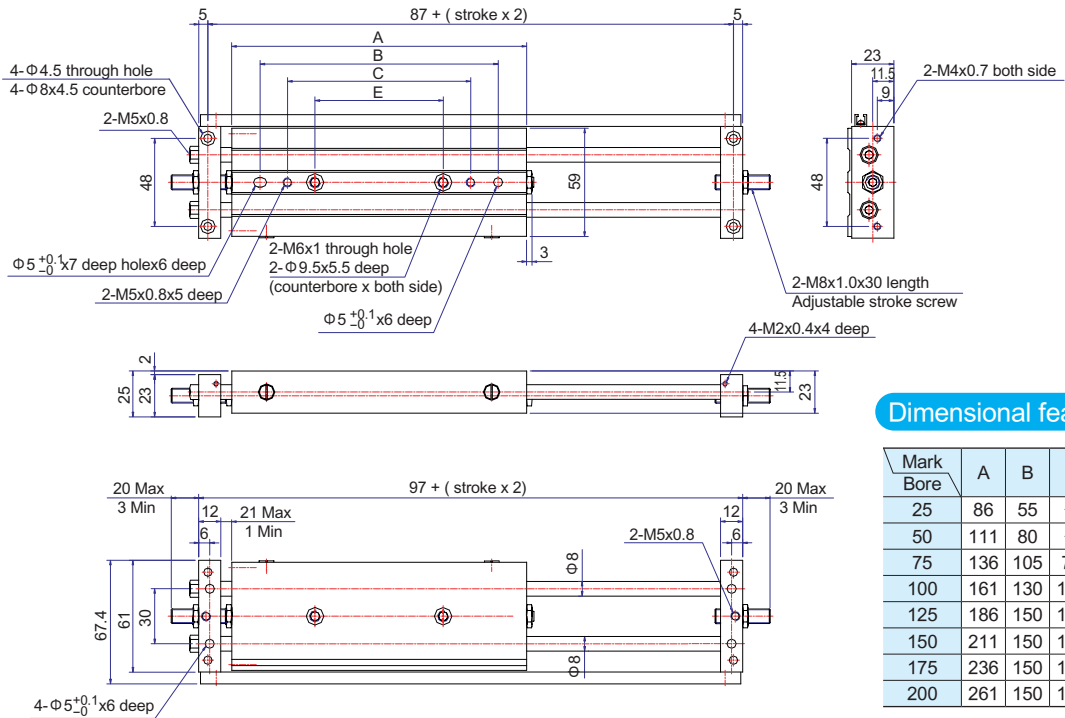 5
87 + ( stroke x 2)
5
A
B
C
E
4-Φ4.5 through hole
4-Φ8x4.5 counterbore
2-M5x0.8
48
59
3
Φ5 +0.1 -0 x7 deep holex6 deep
2-M5x0.8x5 deep
2-M6x1 through hole
2-Φ9.5x5.5 deep
(counterbore x both side)
Φ5 +0.1 -0 x6 deep
23
11.5
9
2-M4x0.7 both side
48
2-M8x1.0x30 length
Adjustable stroke screw
4-M2x0.4x4 deep
2
25
23
11.5
23
97 + ( stroke x 2)
20 Max
3 Min
12
21 Max
1 Min
6
20 Max
3 Min
12
6
2-M5x0.8
Φ8
Φ8
67.4
61
30
4-Φ5 +0.1 -0 x6 deep
Dimensional
Mark
Bore
A
B
25 86 55
50 111 80
75 136 105
100 161 130
125 186 150
150 211 150
175 236 150
200 261 150